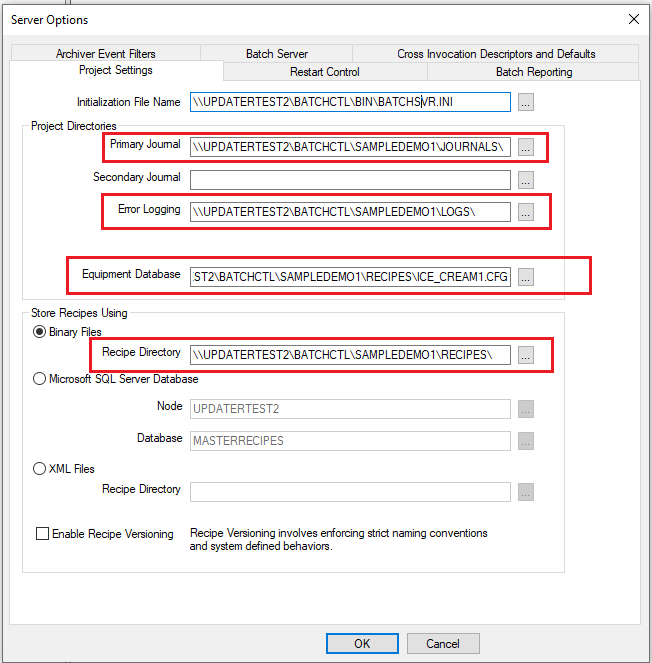 Server Options
Archiver Event Filters
Batch Server
Cross Invocation Descriptors and Defaults
Project Settings
Restart Control
Batch Reporting
Initialization File Name
\\UPDATERTEST2\BATCHCTL\BIN\BATCHSVR.INI
...
Project Directories
Primary Journal
\\UPDATERTEST2\BATCHCTL\SAMPLEDEMO1\JOURNALS\
...
Secondary Journal
...
Error Logging
\\UPDATERTEST2\BATCHCTL\SAMPLEDEMO1\LOGS\
...
Equipment Database
.ST2\BATCHCTL\SAMPLEDEMO1\RECIPES\ICE_CREAM1.CFG
...
Store Recipes Using
Binary Files
Recipe Directory
\\UPDATERTEST2\BATCHCTL\SAMPLEDEMO1\RECIPES\
...
Microsoft SQL Server Database
Node
UPDATERTEST2
...
Database
MASTERRECIPES
...
XML Files
Recipe Directory
...
Enable Recipe Versioning
Recipe Versioning involves enforcing strict naming conventions
and system defined behaviors.
OK
Cancel